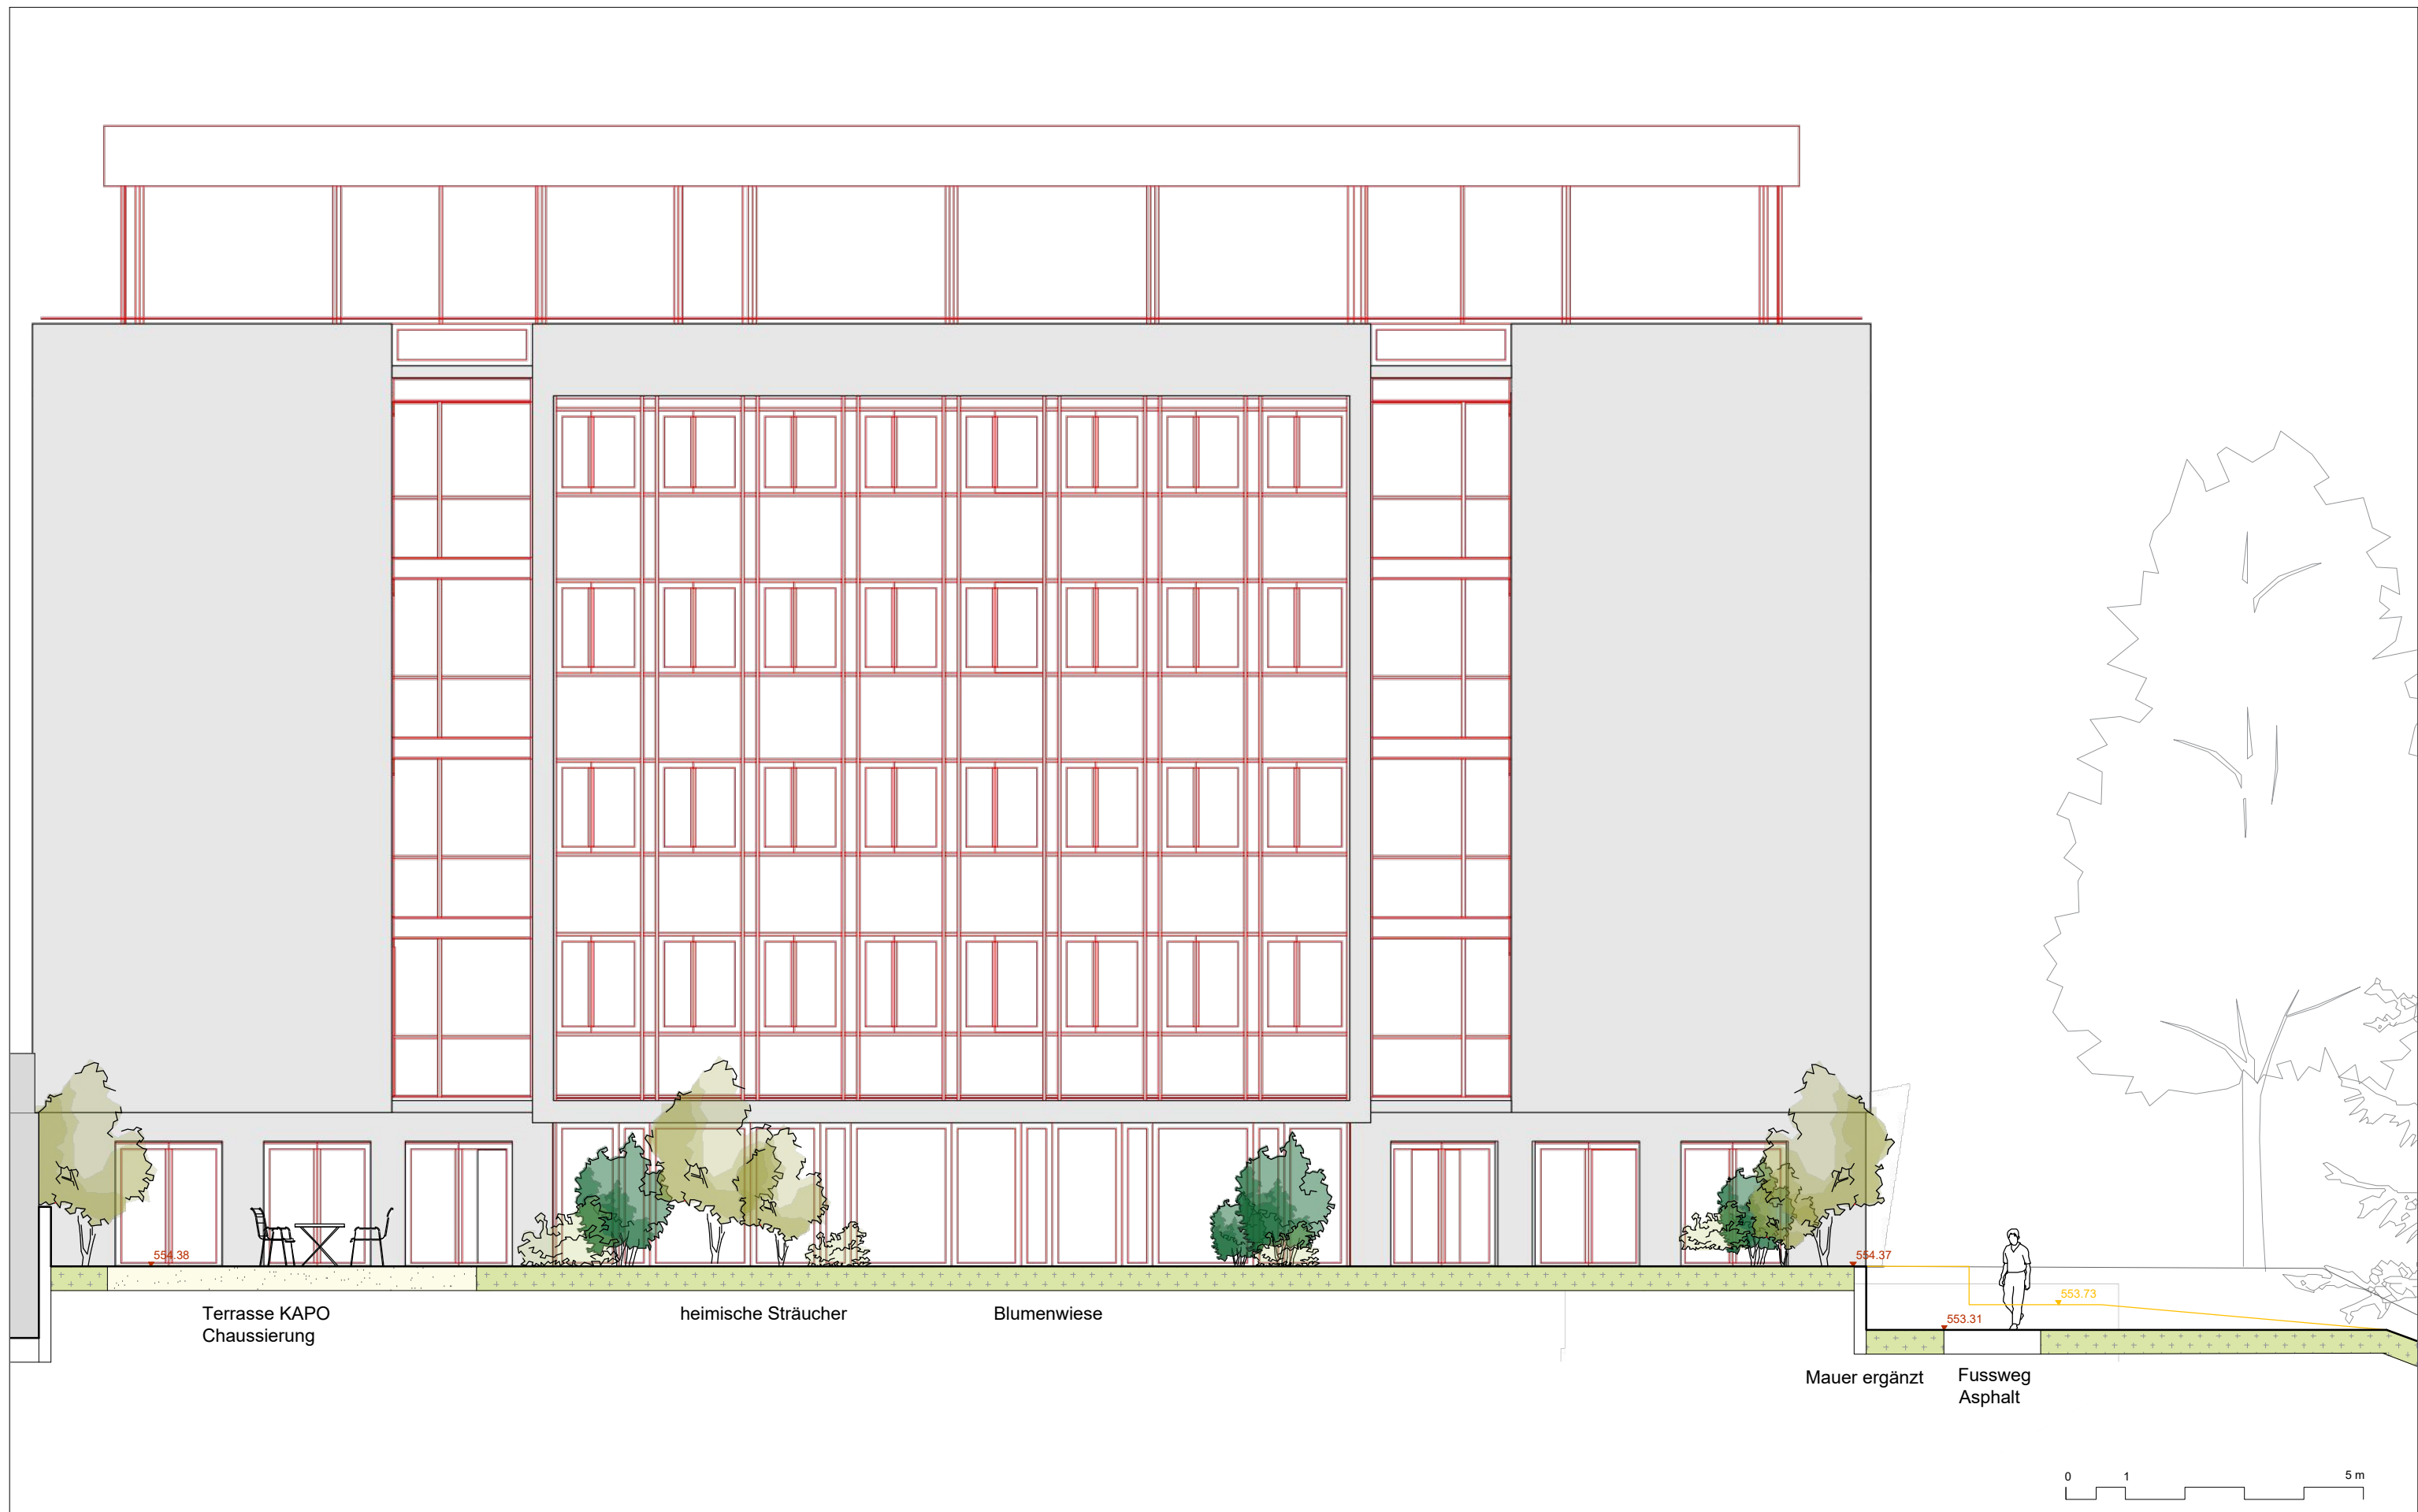 554.38
554.37
553.73
553.31
Terrasse KAPO
Chaussierung
heimische Sträucher
Blumenwiese
Mauer ergänzt
Fussweg
Asphalt
0 1 5 m